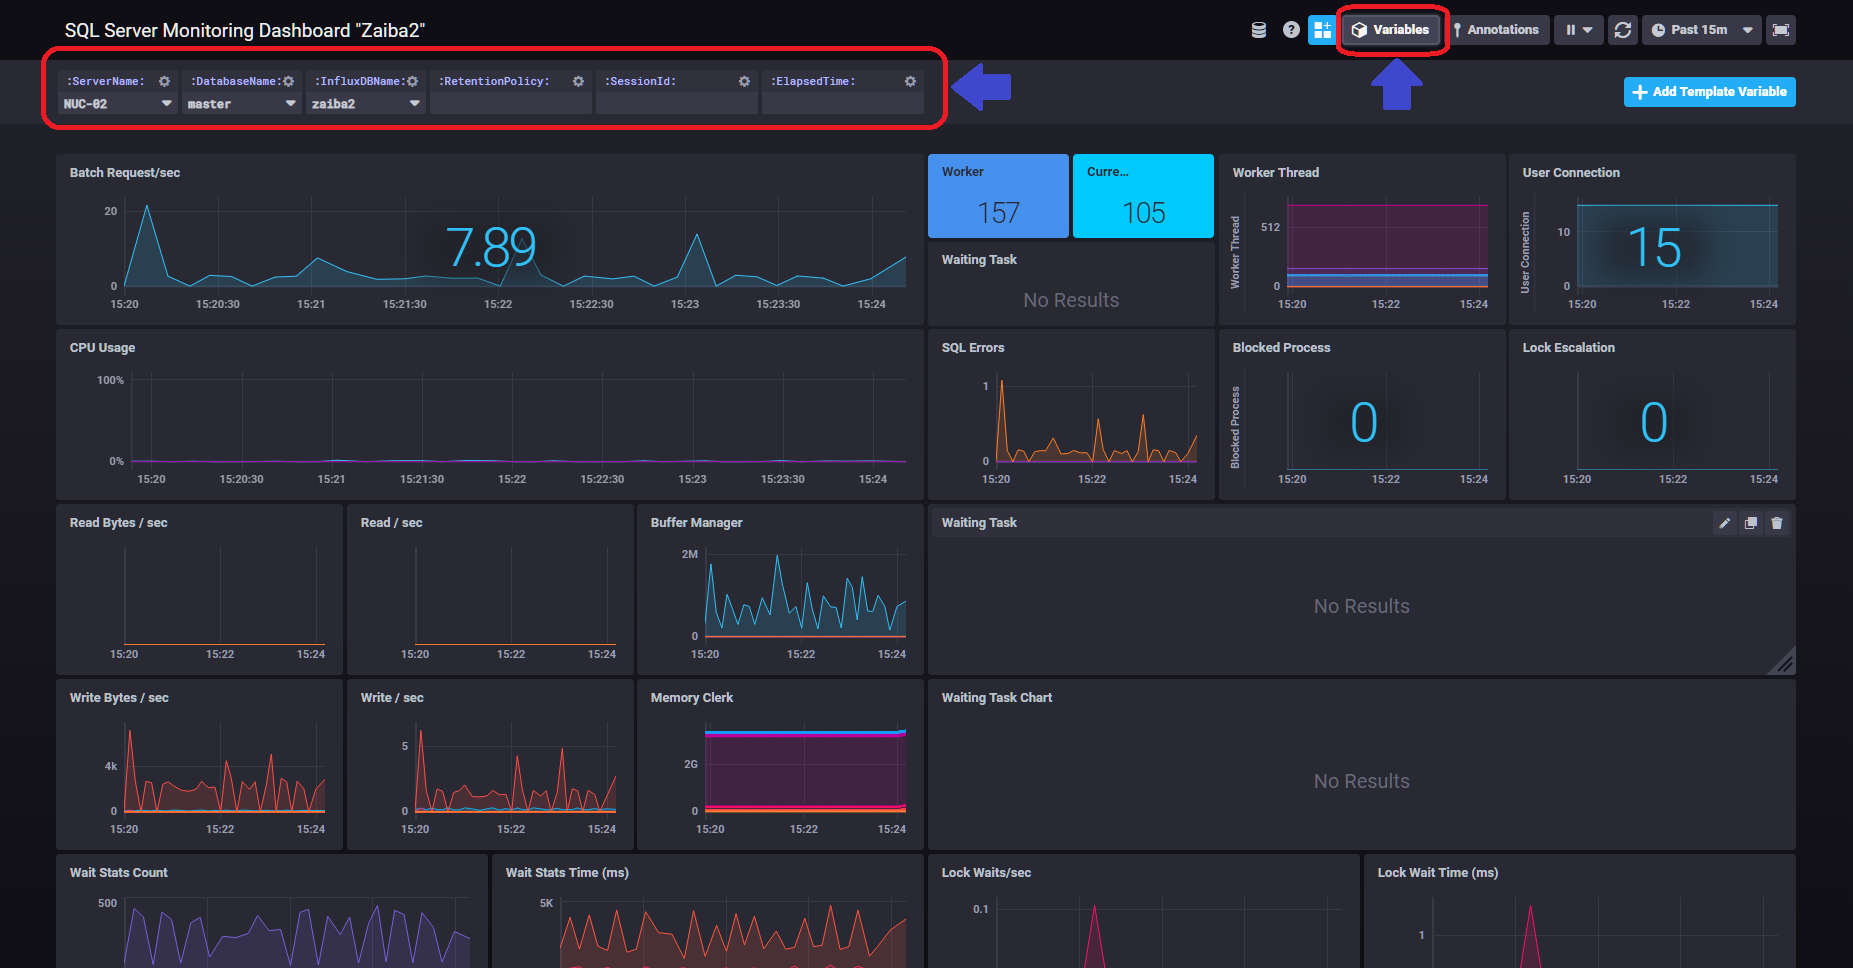 SQL Server Monitoring Dashboard "Zaiba2"
Variables
Annotations
Past 15m
:ServerName:
:DatabaseName:
:InfluxDBName:
:RetentionPolicy:
:SessionId:
:ElapsedTime:
NUC-02
master
zaiba2
Add Template Variable
Batch Request/sec
7.89
20
0
15:20
15:20:30
15:21
15:21:30
15:22
15:22:30
15:23
15:23:30
15:24
Worker
157
Curre...
105
Waiting Task
No Results
Worker Thread
Worker Thread
512
0
15:20
15:22
15:24
User Connection
User Connection
15
10
0
15:20
15:22
15:24
CPU Usage
100%
0%
15:20
15:20:30
15:21
15:21:30
15:22
15:22:30
15:23
15:23:30
15:24
SQL Errors
1
0
15:20
15:22
15:24
Blocked Process
Blocked Process
0
15:20
15:22
15:24
Lock Escalation
0
15:20
15:22
15:24
Read Bytes / sec
15:20
15:22
15:24
Read / sec
15:20
15:22
15:24
Buffer Manager
2M
0
15:20
15:22
15:24
Waiting Task
No Results
Write Bytes / sec
4k
0
15:20
15:22
15:24
Write / sec
5
0
15:20
15:22
15:24
Memory Clerk
2G
0
15:20
15:22
15:24
Waiting Task Chart
No Results
Wait Stats Count
500
Wait Stats Time (ms)
5K
Lock Waits/sec
0.1
Lock Wait Time (ms)
1